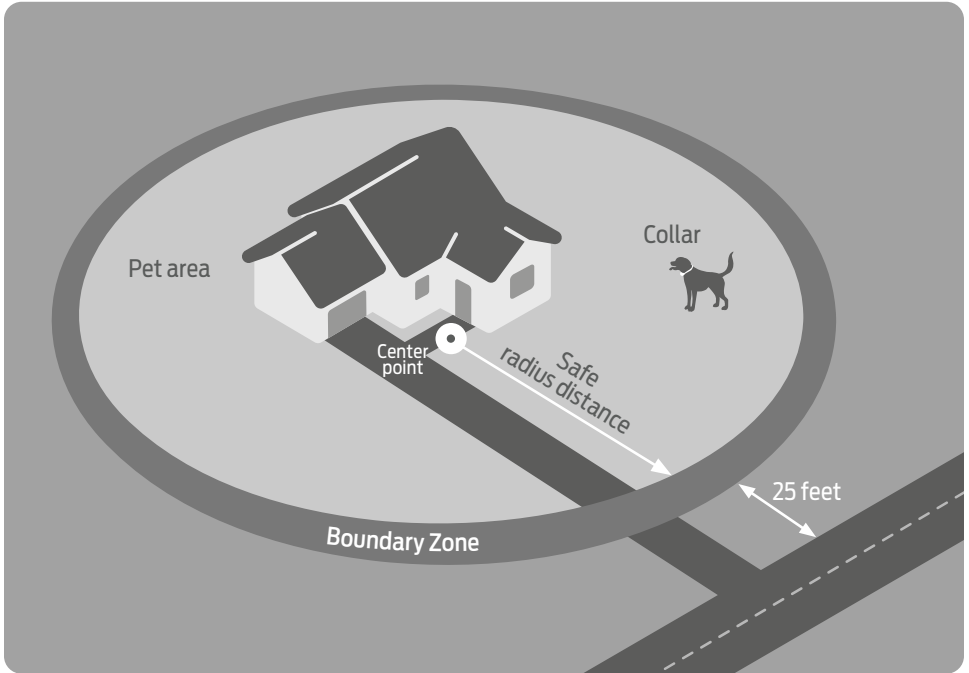 Collar
Pet area
Center
point
Safe
radius distance
25 feet
Boundary Zone